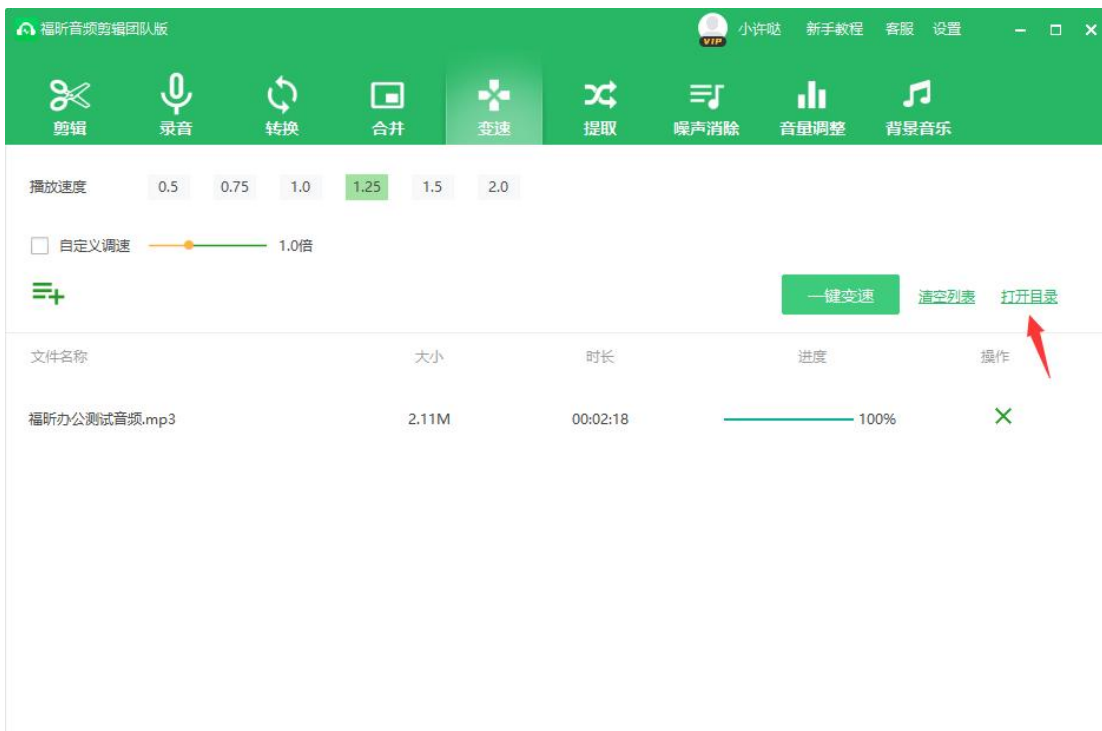 福昕音频剪辑团队版 VIP 小许哒 新手教程 客服 设置
剪辑 录音 转换 合并 变速 提取 噪声消除 音量调整 背景音乐
播放速度 0.5 0.75 1.0 1.25 1.5 2.0
自定义调速 1.0倍
一键变速 清空列表 打开目录
文件名称 大小 时长 进度 操作
福昕办公测试音频.mp3 2.11M 00:02:18 100%